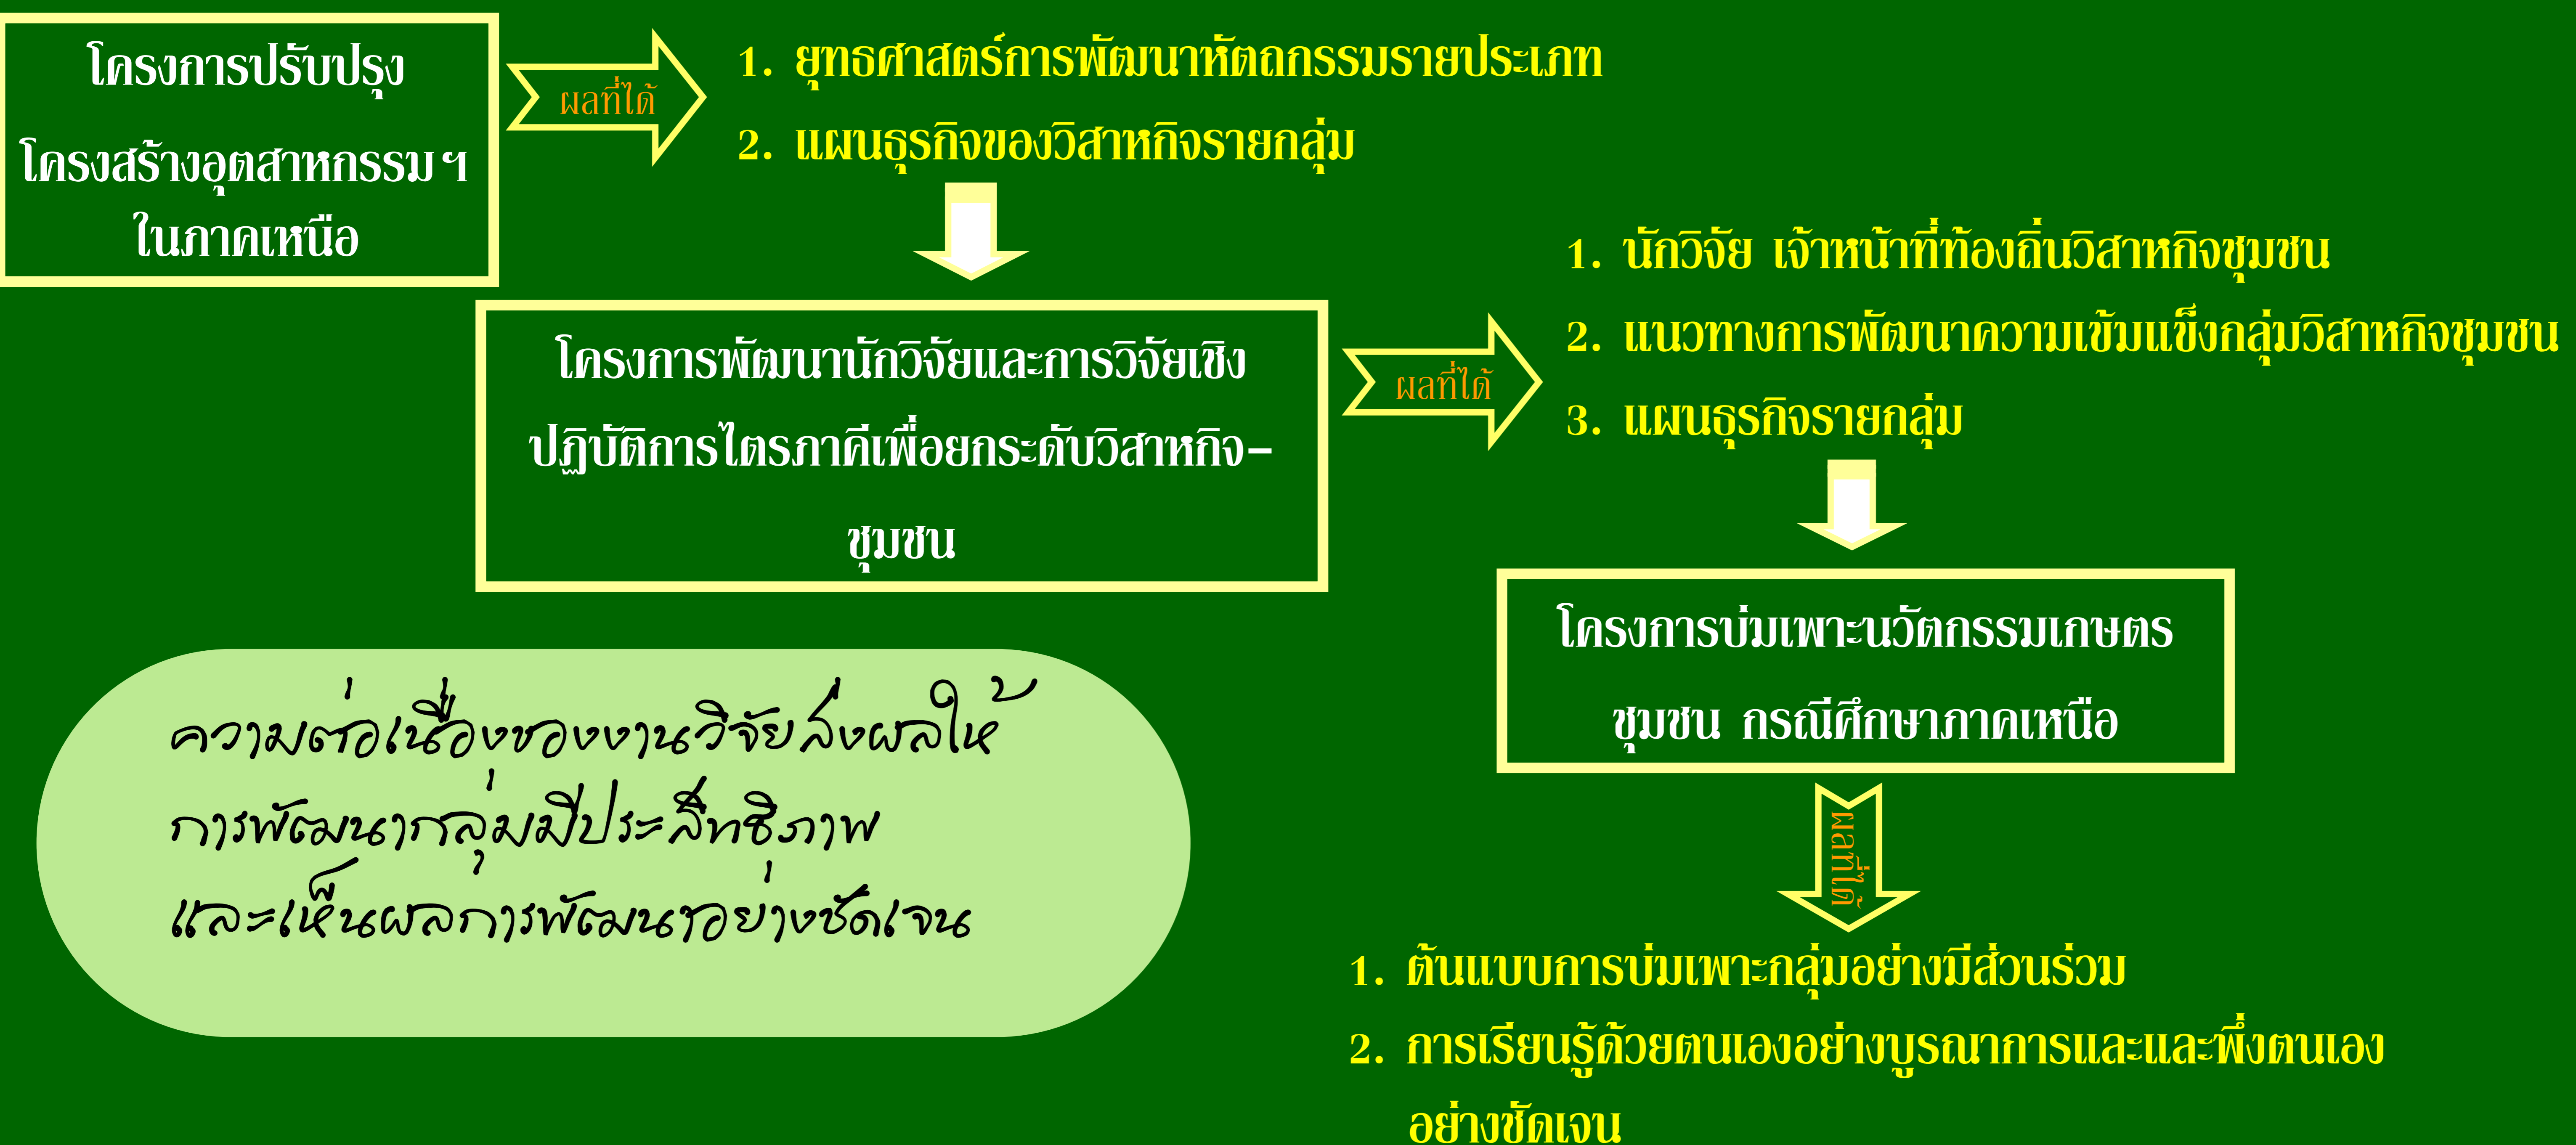 โครงการปรับปรุง
โครงสร้างอุตสาหกรรมฯ
ในภาคเหนือ
ผลที่ได้
1. ยุทธศาสตร์การพัฒนาหัตถกรรมรายประเภท
2. แผนธุรกิจของวิสาหกิจรายกลุ่ม
โครงการพัฒนานักวิจัยและการวิจัยเชิง
ปฏิบัติการไตรภาคีเพื่อยกระดับวิสาหกิจ-
ชุมชน
ผลที่ได้
1. นักวิจัย เจ้าหน้าที่ท้องถิ่นวิสาหกิจชุมชน
2. แนวทางการพัฒนาความเข้มแข็งกลุ่มวิสาหกิจชุมชน
3. แผนธุรกิจรายกลุ่ม
โครงการบ่มเพาะนวัตกรรมเกษตร
ชุมชน กรณีศึกษาภาคเหนือ
ผลที่ได้
1. ต้นแบบการบ่มเพาะกลุ่มอย่างมีส่วนร่วม
2. การเรียนรู้ด้วยตนเองอย่างบูรณาการและและพึ่งตนเอง
อย่างชัดเจน
ความต่อเนื่องของงานวิจัยส่งผลให้
การพัฒนากลุ่มมีประสิทธิภาพ
และเห็นผลการพัฒนาอย่างชัดเจน